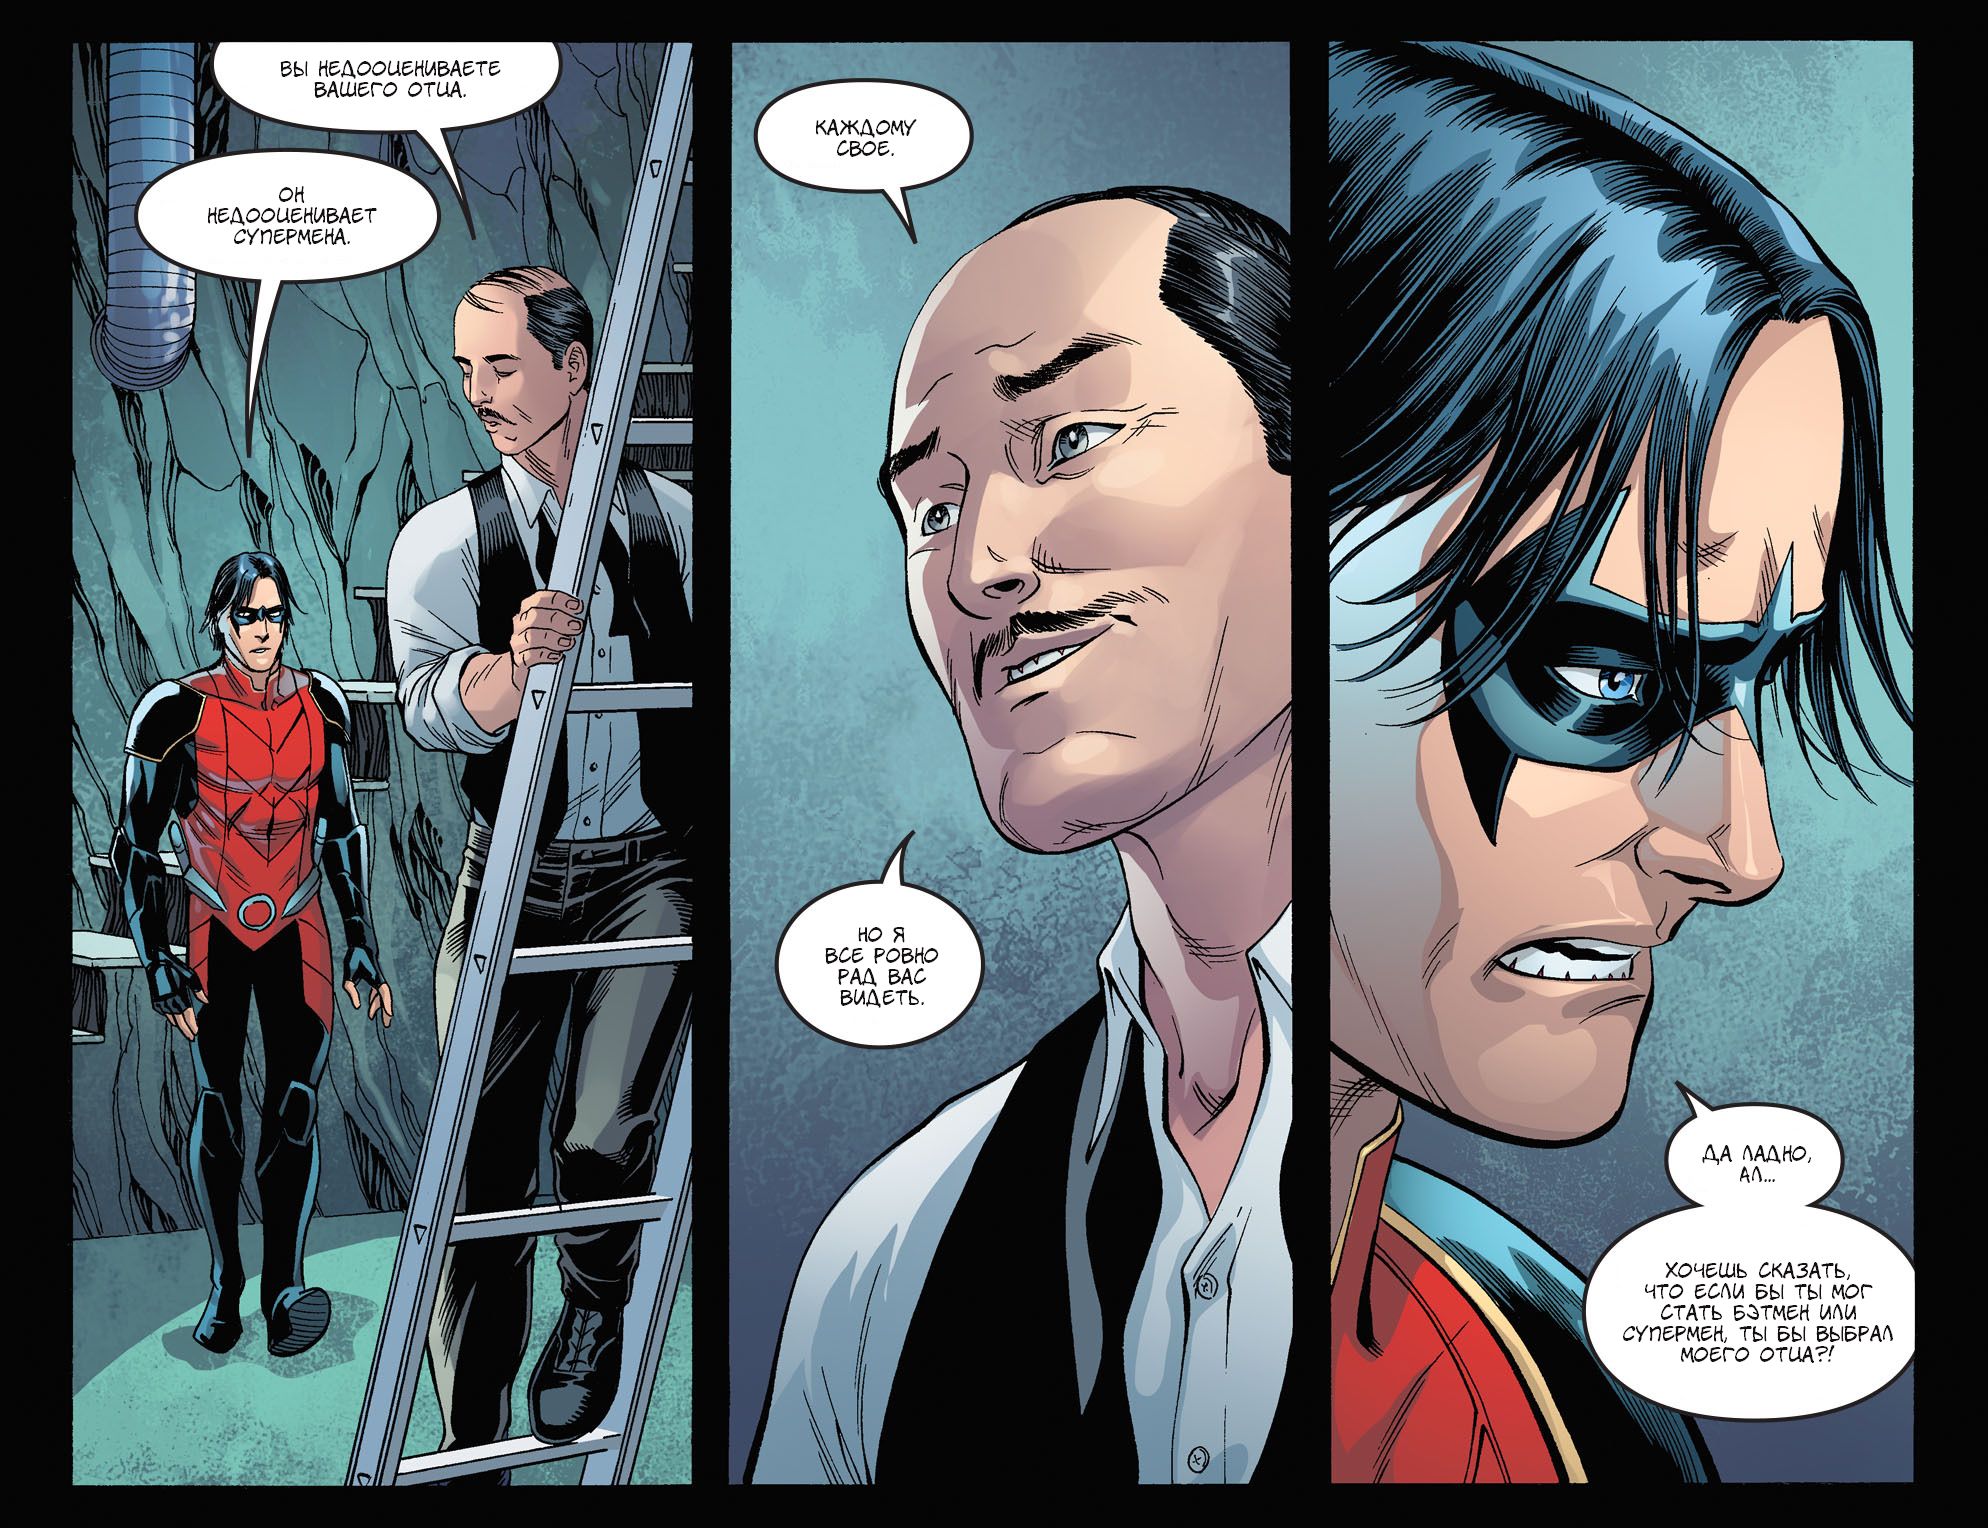 ВЫ НЕДООЦЕНИВАЕТЕ
ВАШЕГО ОТЦА.
ОН
НЕДООЦЕНИВАЕТ
СУПЕРМЕНА.
КАЖДОМУ
СВОЕ.
НО Я
ВСЕ РОВНО
РАД ВАС
ВИДЕТЬ.
ДА ЛАДНО,
АЛ...
ХОЧЕШЬ СКАЗАТЬ,
ЧТО ЕСЛИ БЫ ТЫ МОГ
СТАТЬ БЭТМЕН ИЛИ
СУПЕРМЕН, ТЫ БЫ ВЫБРАЛ
МОЕГО ОТЦА?!